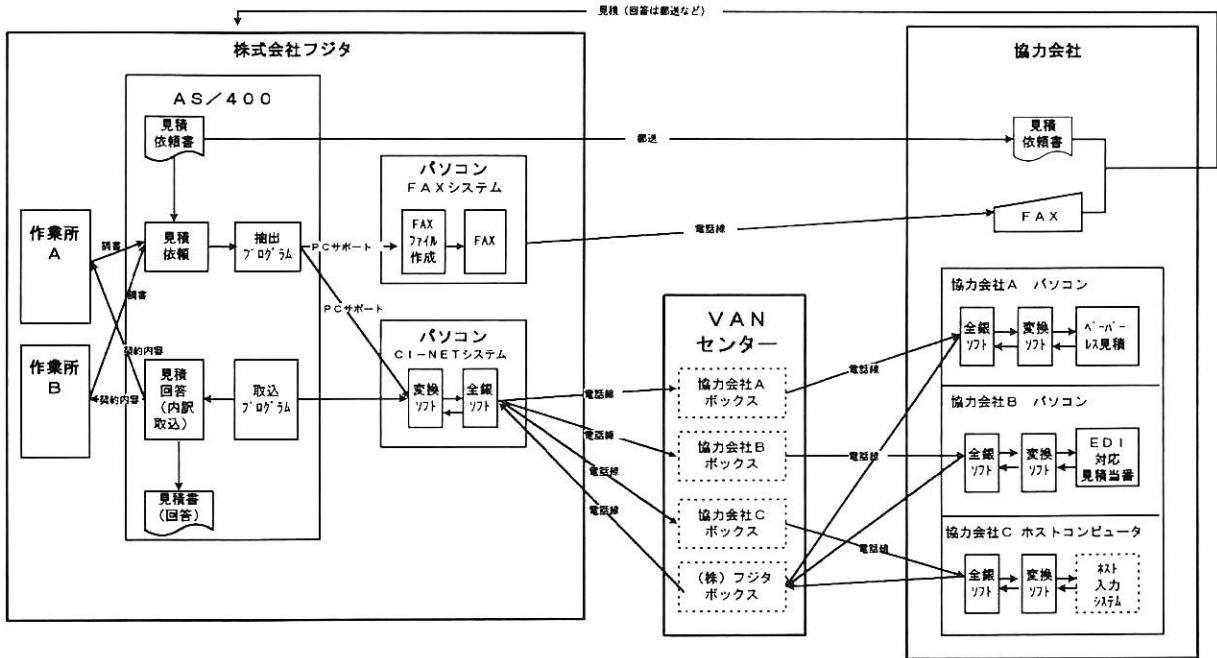 見積（回答は郵送など）
株式会社フジタ
AS／400
見積
依頼書
郵送
作業所
A
作業所
B
調書
調書
契約内容
契約内容
見積
依頼
抽出
ﾌﾟﾛｸﾞﾗﾑ
PCサポート
PCサポート
見積
回答
（内訳
取込）
取込
ﾌﾟﾛｸﾞﾗﾑ
見積書
（回答）
パソコン
FAXシステム
FAX
ﾌｧｲﾙ
作成
FAX
電話線
パソコン
CI−NETシステム
変換
ｿﾌﾄ
全銀
ｿﾌﾄ
電話線
電話線
電話線
電話線
VAN
センター
協力会社A
ボックス
協力会社B
ボックス
協力会社C
ボックス
（株）フジタ
ボックス
電話線
電話線
電話線
協力会社
見積
依頼書
FAX
協力会社A　パソコン
全銀
ｿﾌﾄ
変換
ｿﾌﾄ
ﾍﾟｰﾊﾟｰ
ﾚｽ見積
協力会社B　パソコン
全銀
ｿﾌﾄ
変換
ｿﾌﾄ
EDI
対応
見積当番
協力会社C ホストコンピュータ
全銀
ｿﾌﾄ
変換
ｿﾌﾄ
ﾎｽﾄ
入力
ｼｽﾃﾑ